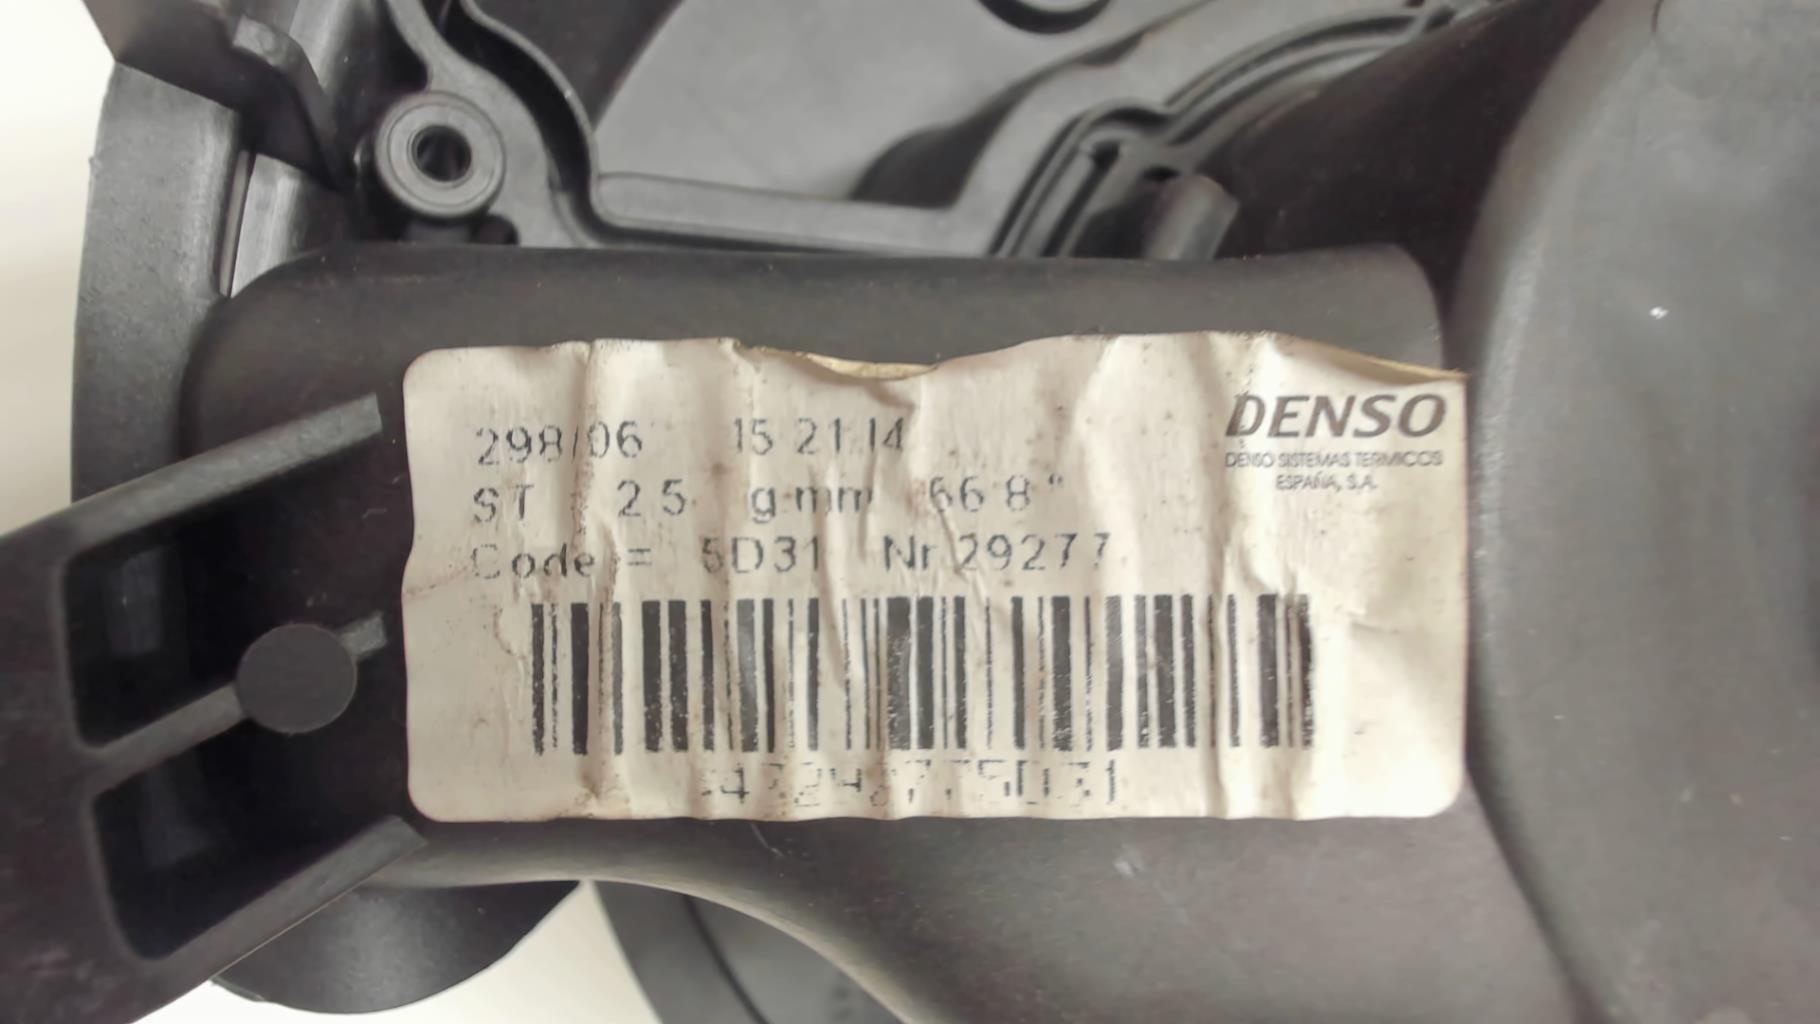 298/06 15 21 14
DENSO
DENSO SISTEMAS TERMICOS
ESPAÑA, S.A.
ST 2 5 g mm 66 8"
Code = 5D31 Nr 29277